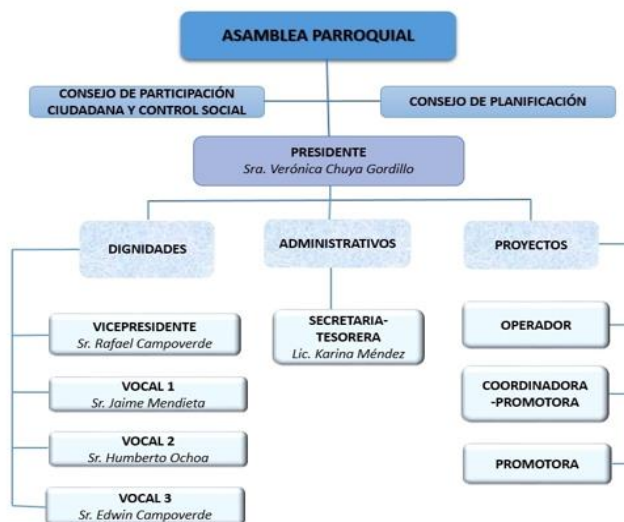 ASAMBLEA PARROQUIAL
CONSEJO DE PARTICIPACIÓN
CIUDADANA Y CONTROL SOCIAL
CONSEJO DE PLANIFICACIÓN
PRESIDENTE
Sra. Verónica Chuya Gordillo
DIGNIDADES
ADMINISTRATIVOS
PROYECTOS
VICEPRESIDENTE
Sr. Rafael Campoverde
VOCAL 1
Sr. Jaime Mendieta
VOCAL 2
Sr. Humberto Ochoa
VOCAL 3
Sr. Edwin Campoverde
SECRETARIA-
TESORERA
Lic. Karina Méndez
OPERADOR
COORDINADORA
-PROMOTORA
PROMOTORA